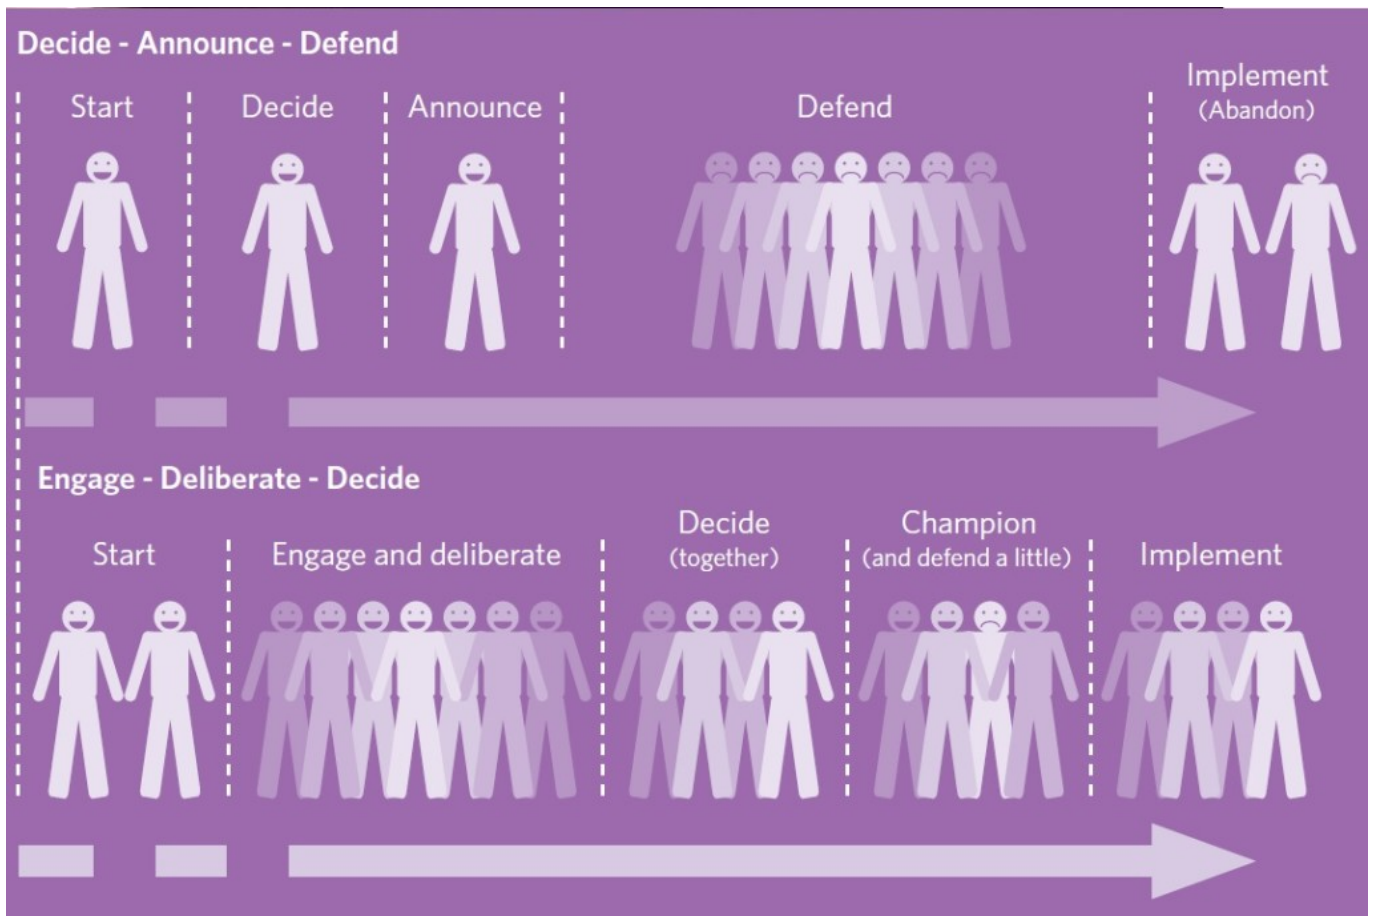 Decide - Announce - Defend
Start
Decide
Announce
Defend
Implement
(Abandon)
Engage - Deliberate - Decide
Start
Engage and deliberate
Decide
(together)
Champion
(and defend a little)
Implement